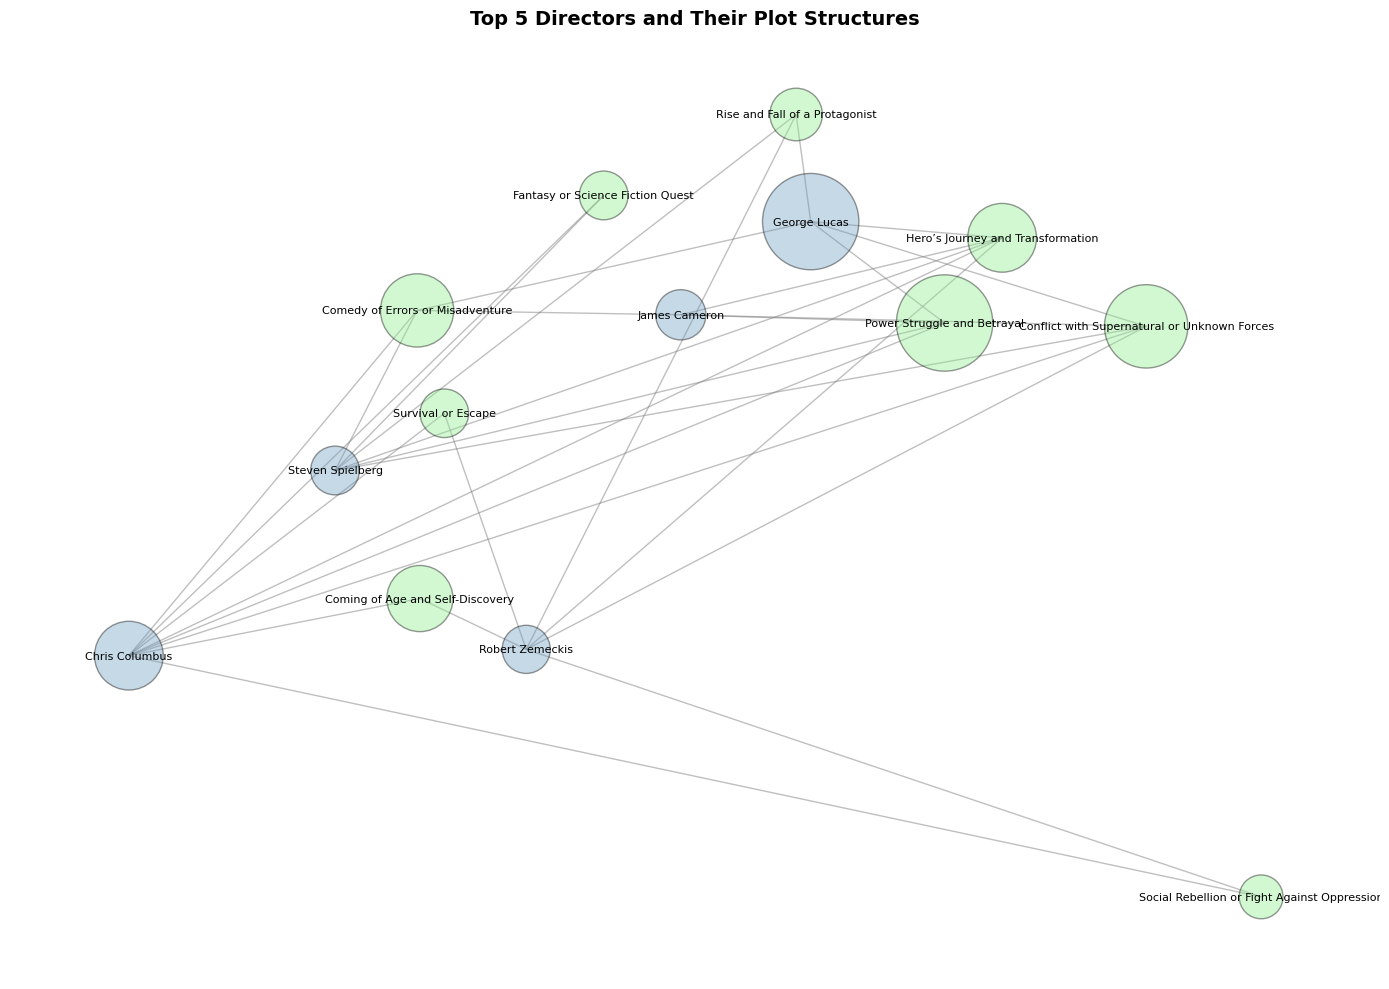 Top 5 Directors and Their Plot Structures
Rise and Fall of a Protagonist
Fantasy or Science Fiction Quest
George Lucas
Hero’s Journey and Transformation
Comedy of Errors or Misadventure
James Cameron
Power Struggle and Betrayal
Conflict with Supernatural or Unknown Forces
Survival or Escape
Steven Spielberg
Coming of Age and Self-Discovery
Robert Zemeckis
Chris Columbus
Social Rebellion or Fight Against Oppression